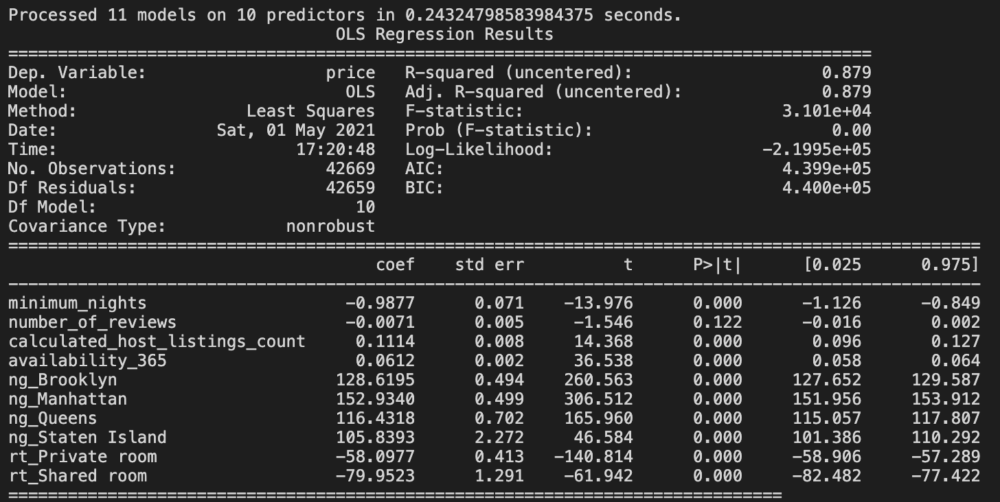 Processed 11 models on 10 predictors in 0.24324798583984375 seconds.
                                 OLS Regression Results
=======================================================================================
Dep. Variable:                  price   R-squared (uncentered):                   0.879
Model:                            OLS   Adj. R-squared (uncentered):              0.879
Method:                 Least Squares   F-statistic:                          3.101e+04
Date:                Sat, 01 May 2021   Prob (F-statistic):                        0.00
Time:                        17:20:48   Log-Likelihood:                     -2.1995e+05
No. Observations:               42669   AIC:                                  4.399e+05
Df Residuals:                   42659   BIC:                                  4.400e+05
Df Model:                          10
Covariance Type:            nonrobust
==================================================================================================
                                     coef    std err          t      P>|t|      [0.025      0.975]
--------------------------------------------------------------------------------------------------
minimum_nights                    -0.9877      0.071    -13.976      0.000      -1.126      -0.849
number_of_reviews                 -0.0071      0.005     -1.546      0.122      -0.016       0.002
calculated_host_listings_count     0.1114      0.008     14.368      0.000       0.096       0.127
availability_365                   0.0612      0.002     36.538      0.000       0.058       0.064
ng_Brooklyn                      128.6195      0.494    260.563      0.000     127.652     129.587
ng_Manhattan                     152.9340      0.499    306.512      0.000     151.956     153.912
ng_Queens                        116.4318      0.702    165.960      0.000     115.057     117.807
ng_Staten Island                 105.8393      2.272     46.584      0.000     101.386     110.292
rt_Private room                  -58.0977      0.413   -140.814      0.000     -58.906     -57.289
rt_Shared room                   -79.9523      1.291    -61.942      0.000     -82.482     -77.422
==============================================================================